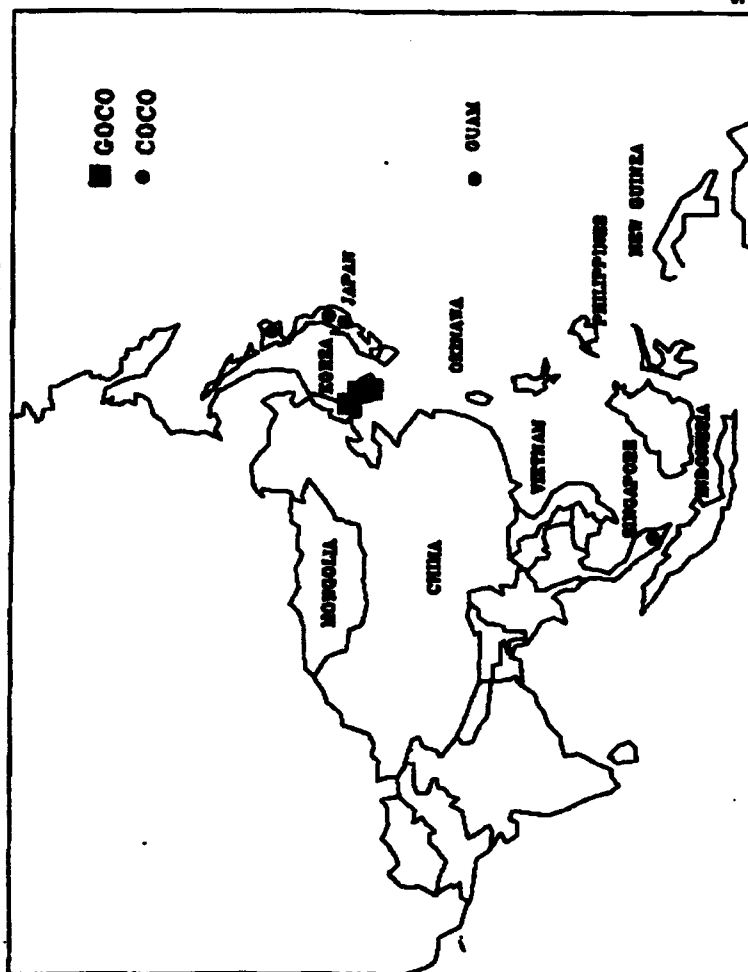 GOCO
COCO
MONGOLIA
KOREA
JAPAN
CHINA
OKINAWA
GUAM
VIETNAM
PHILIPPINES
SINGAPORE
NEW GUINEA
INDONESIA